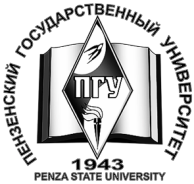 ПЕНЗЕНСКИЙ ГОСУДАРСТВЕННЫЙ УНИВЕРСИТЕТ
ПГУ
1943
PENZA STATE UNIVERSITY